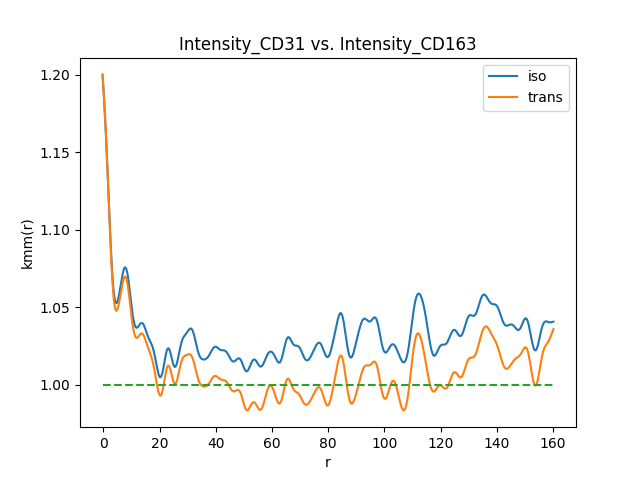 Intensity_CD31 vs. Intensity_CD163
iso
trans
1.20
1.15
1.10
1.05
1.00
kmm(r)
0 20 40 60 80 100 120 140 160
r